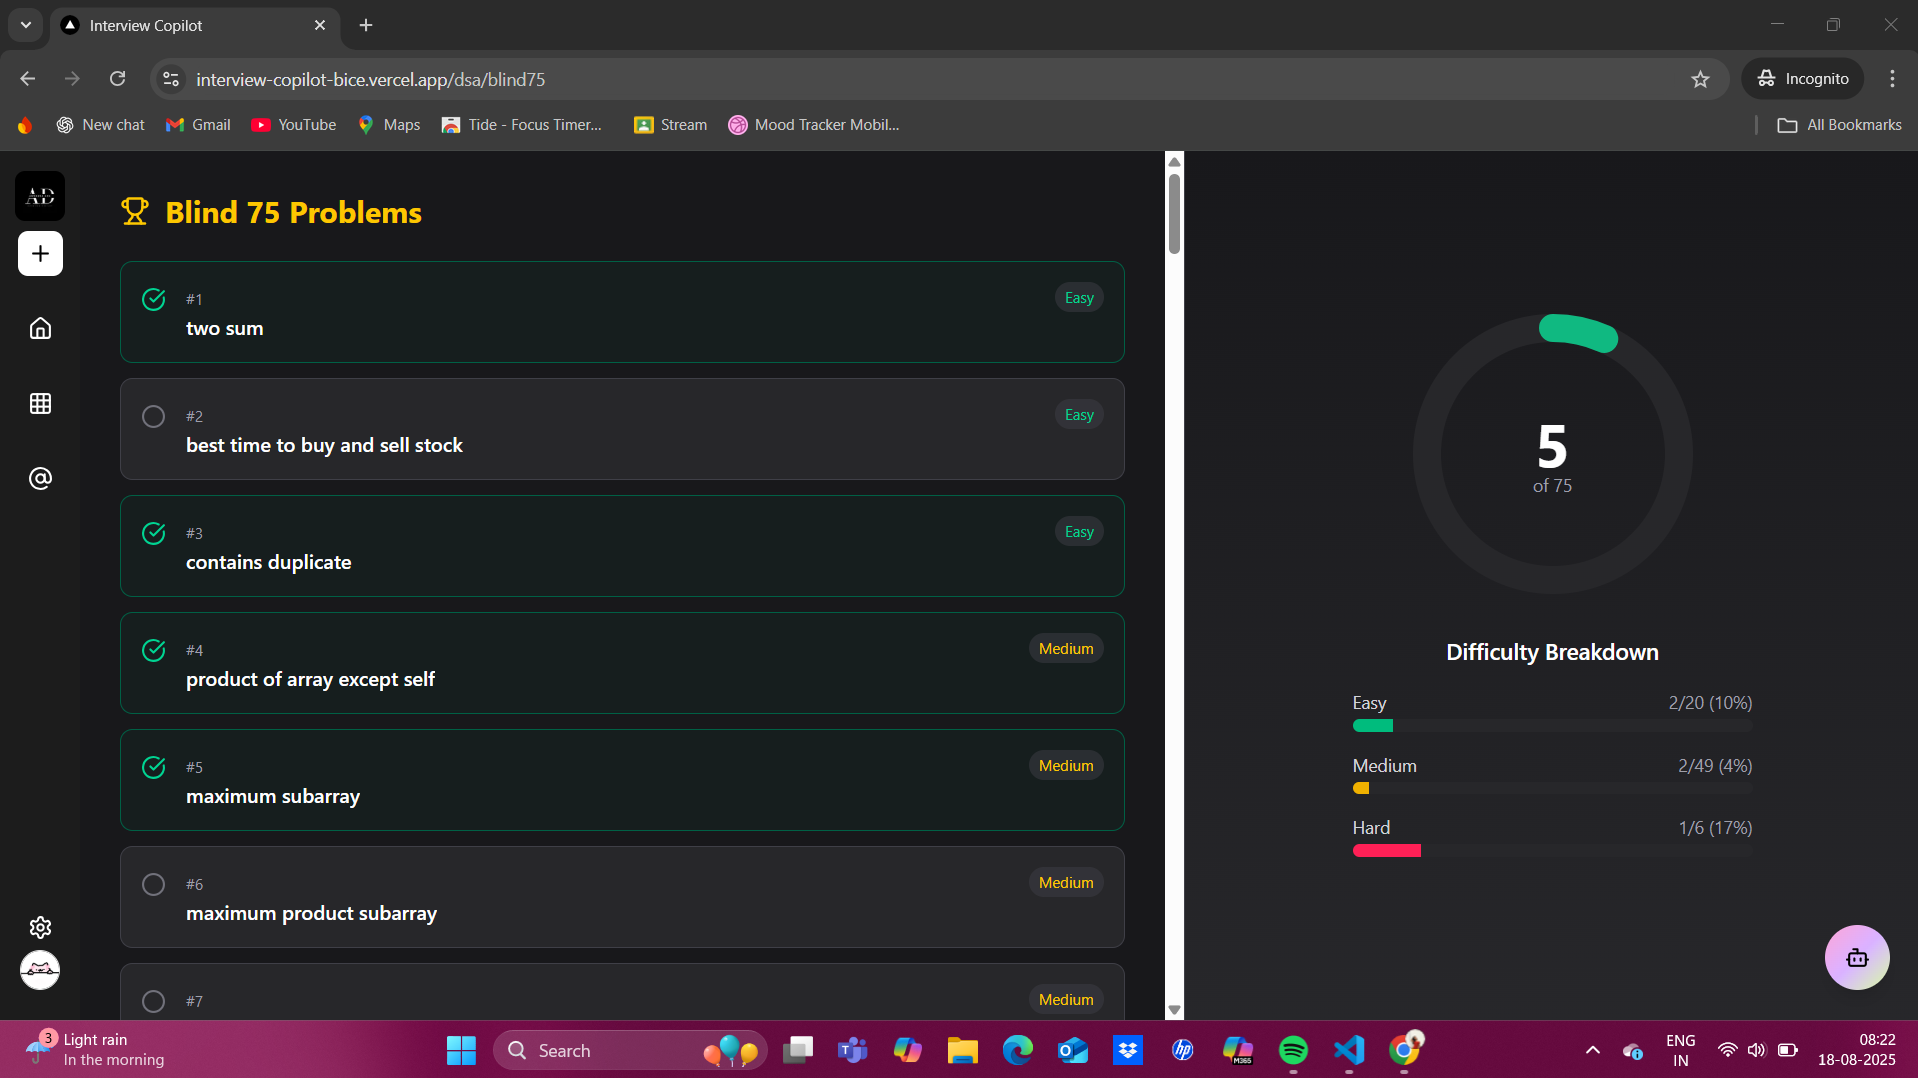 Interview Copilot
interview-copilot-bice.vercel.app/dsa/blind75
Incognito
New chat
Gmail
YouTube
Maps
Tide - Focus Timer...
Stream
Mood Tracker Mobil...
All Bookmarks
AD
Blind 75 Problems
#1
Easy
two sum
#2
Easy
best time to buy and sell stock
#3
Easy
contains duplicate
#4
Medium
product of array except self
#5
Medium
maximum subarray
#6
Medium
maximum product subarray
#7
Medium
5
of 75
Difficulty Breakdown
Easy 2/20 (10%)
Medium 2/49 (4%)
Hard 1/6 (17%)
3
Light rain
In the morning
Search
M365
ENG
IN
08:22
18-08-2025